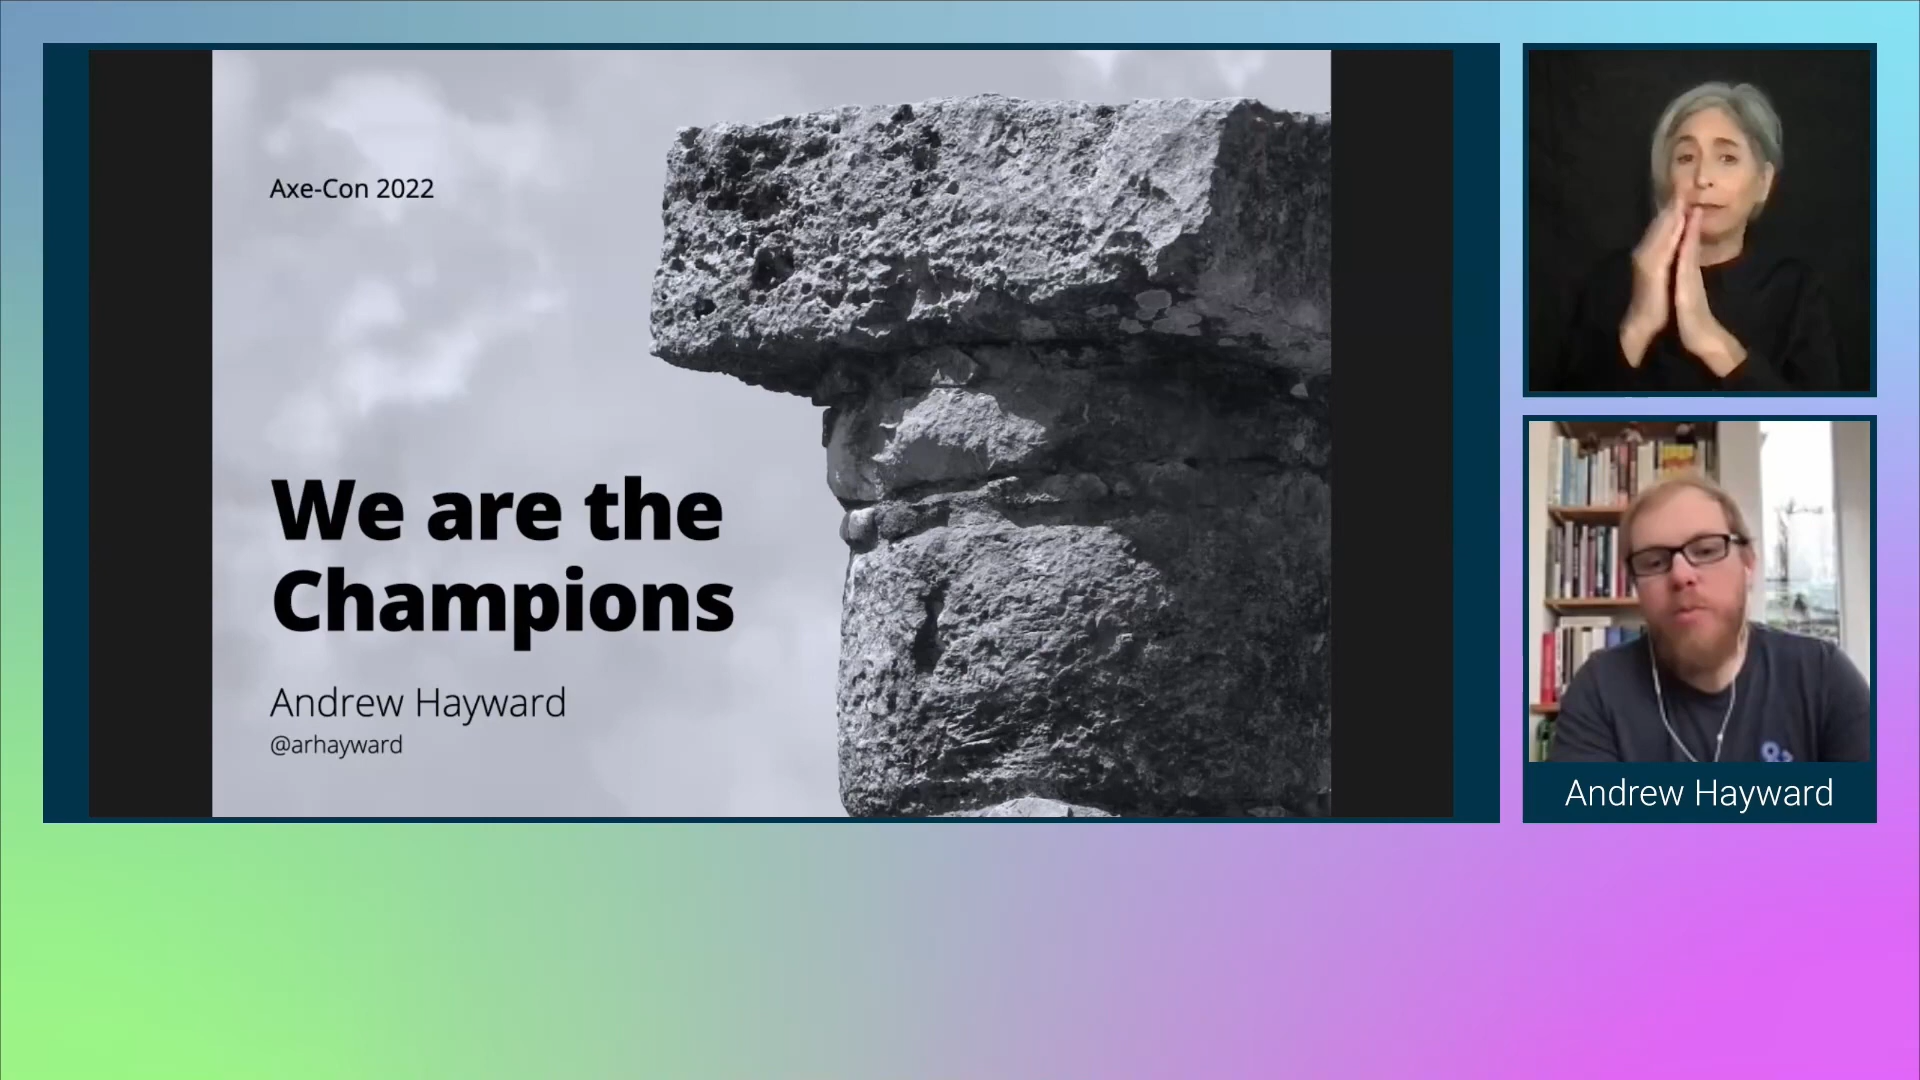 Axe-Con 2022
We are the
Champions
Andrew Hayward
@arhayward
Andrew Hayward